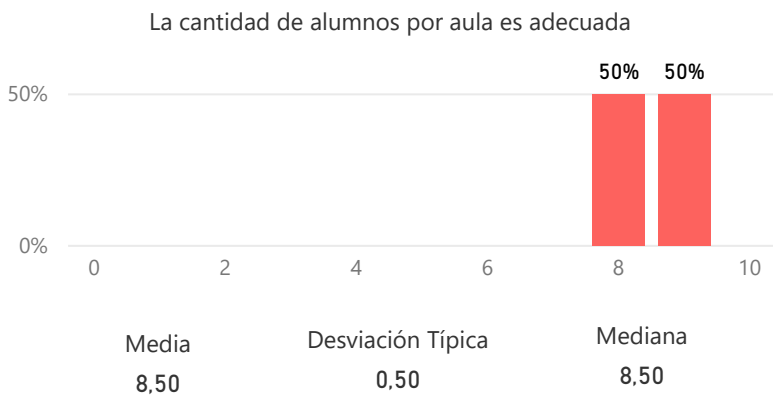 La cantidad de alumnos por aula es adecuada
50% 50%
50%
0%
0 2 4 6 8 10
Media Desviación Típica Mediana
8,50 0,50 8,50